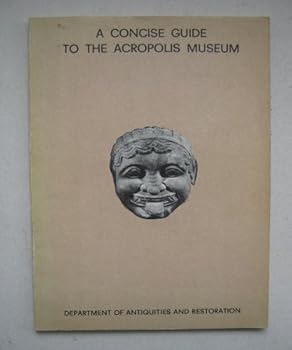 A CONCISE GUIDE
TO THE ACROPOLIS MUSEUM
DEPARTMENT OF ANTIQUITIES AND RESTORATION